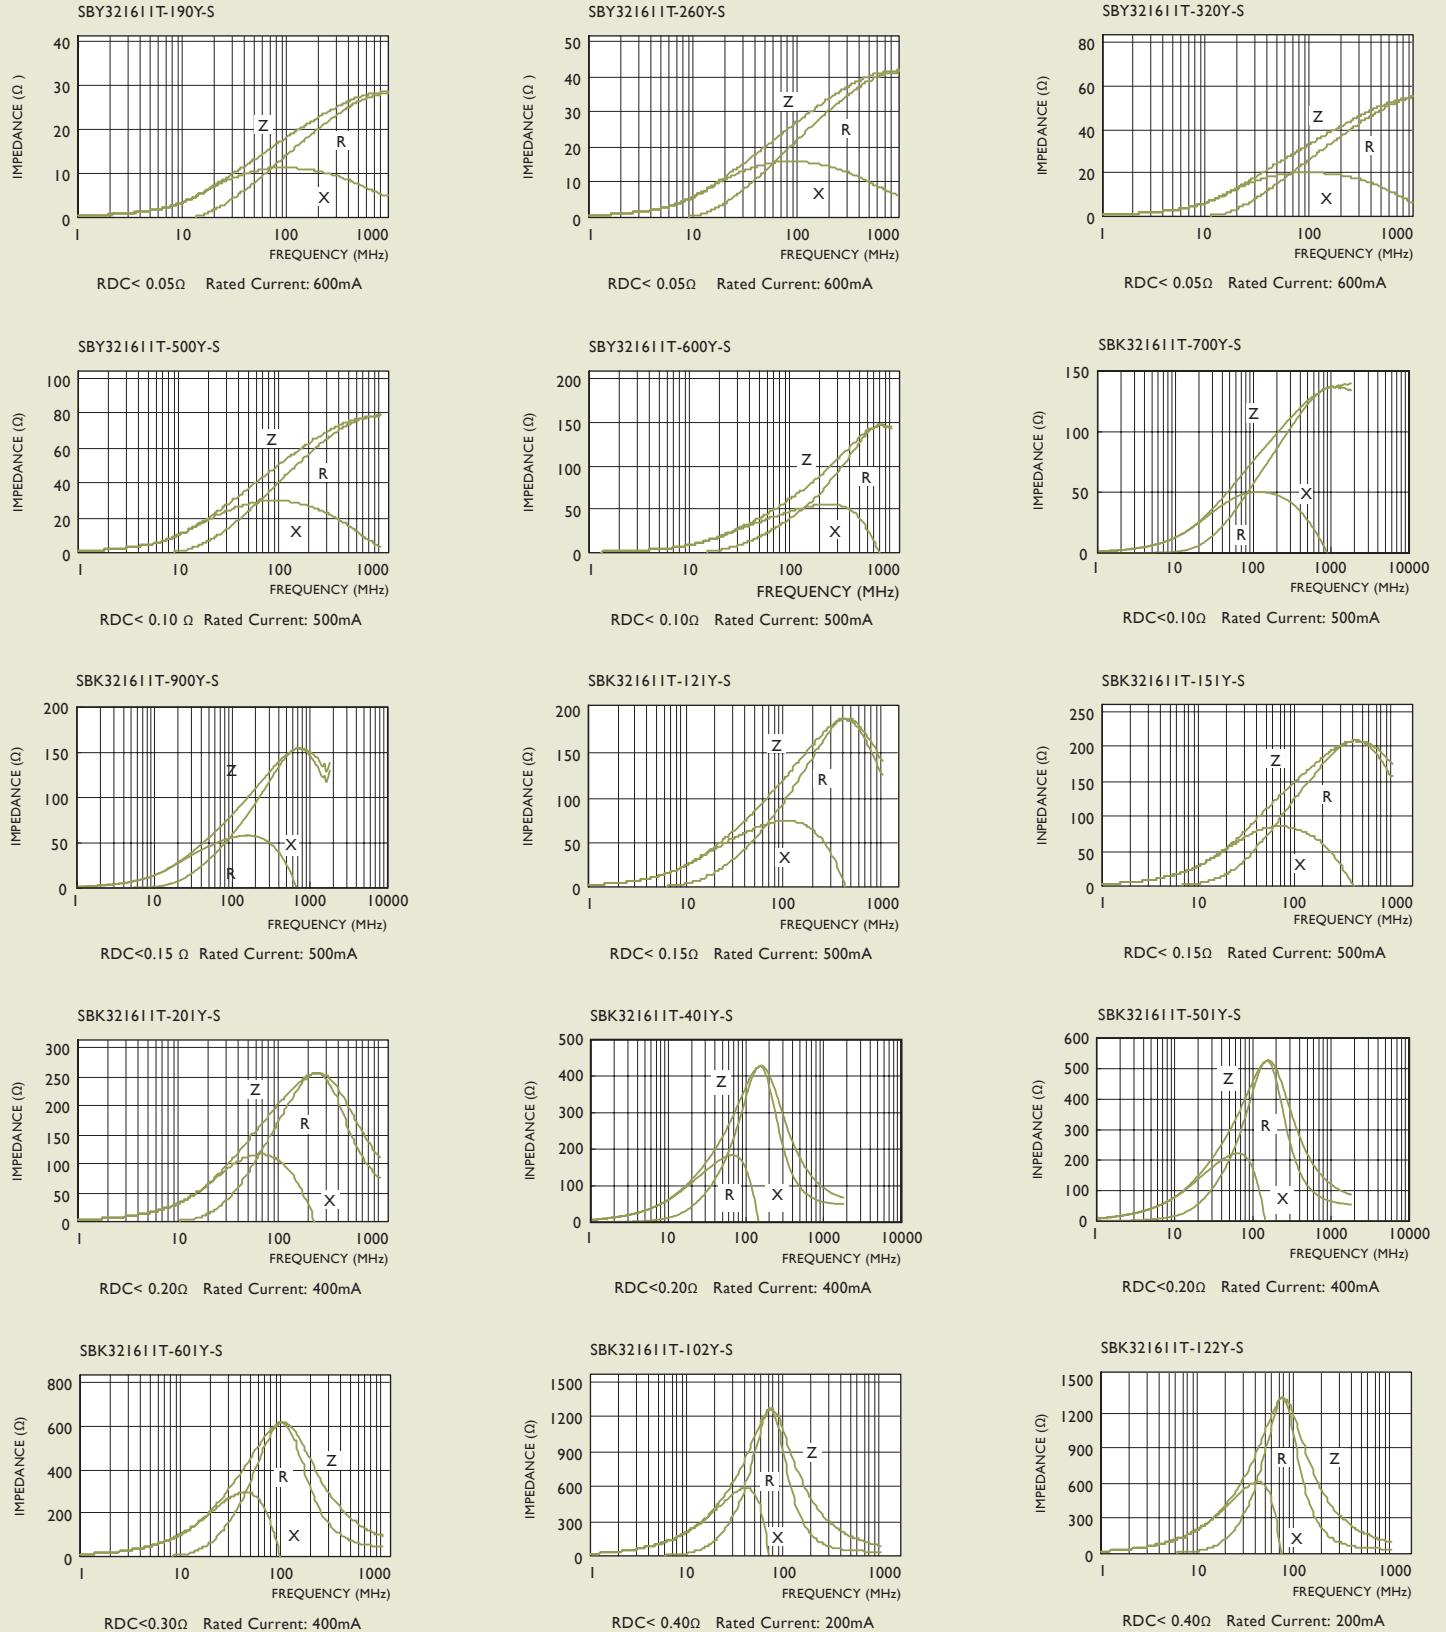 SBY321611T-190Y-S
IMPEDANCE (Ω)
40
30
20
10
0
Z
R
X
1 10 100 1000
FREQUENCY (MHz)
RDC< 0.05Ω Rated Current: 600mA
SBY321611T-260Y-S
IMPEDANCE (Ω )
50
40
30
20
10
0
Z
R
X
1 10 100 1000
FREQUENCY (MHz)
RDC< 0.05Ω Rated Current: 600mA
SBY321611T-320Y-S
IMPEDANCE (Ω)
80
60
40
20
0
Z
R
X
1 10 100 1000
FREQUENCY (MHz)
RDC< 0.05Ω Rated Current: 600mA
SBY321611T-500Y-S
IMPEDANCE (Ω)
100
80
60
40
20
0
Z
R
X
1 10 100 1000
FREQUENCY (MHz)
RDC< 0.10 Ω Rated Current: 500mA
SBY321611T-600Y-S
IMPEDANCE (Ω)
200
150
100
50
0
Z
R
X
1 10 100 1000
FREQUENCY (MHz)
RDC< 0.10Ω Rated Current: 500mA
SBK321611T-700Y-S
IMPEDANCE (Ω)
150
100
50
0
Z
X
R
1 10 100 1000 10000
FREQUENCY (MHz)
RDC<0.10Ω Rated Current: 500mA
SBK321611T-900Y-S
IMPEDANCE (Ω)
200
150
100
50
0
Z
X
R
1 10 100 1000 10000
FREQUENCY (MHz)
RDC<0.15 Ω Rated Current: 500mA
SBK321611T-121Y-S
INPEDANCE (Ω)
200
150
100
50
0
Z
R
X
1 10 100 1000
FREQUENCY (MHz)
RDC< 0.15Ω Rated Current: 500mA
SBK321611T-151Y-S
INPEDANCE (Ω)
250
200
150
100
50
0
Z
R
X
1 10 100 1000
FREQUENCY (MHz)
RDC< 0.15Ω Rated Current: 500mA
SBK321611T-201Y-S
IMPEDANCE (Ω)
300
250
200
150
100
50
0
Z
R
X
1 10 100 1000
FREQUENCY (MHz)
RDC< 0.20Ω Rated Current: 400mA
SBK321611T-401Y-S
INPEDANCE (Ω)
500
400
300
200
100
0
Z
R X
1 10 100 1000 10000
FREQUENCY (MHz)
RDC<0.20Ω Rated Current: 400mA
SBK321611T-501Y-S
INPEDANCE (Ω)
600
500
400
300
200
100
0
Z
R
X
1 10 100 1000 10000
FREQUENCY (MHz)
RDC<0.20Ω Rated Current: 400mA
SBK321611T-601Y-S
IMPEDANCE (Ω)
800
600
400
200
0
Z
R
X
1 10 100 1000
FREQUENCY (MHz)
RDC<0.30Ω Rated Current: 400mA
SBK321611T-102Y-S
IMPEDANCE (Ω)
1500
1200
900
600
300
0
Z
R
X
1 10 100 1000
FREQUENCY (MHz)
RDC< 0.40Ω Rated Current: 200mA
SBK321611T-122Y-S
IMPEDANCE (Ω)
1500
1200
900
600
300
0
R Z
X
1 10 100 1000
FREQUENCY (MHz)
RDC< 0.40Ω Rated Current: 200mA